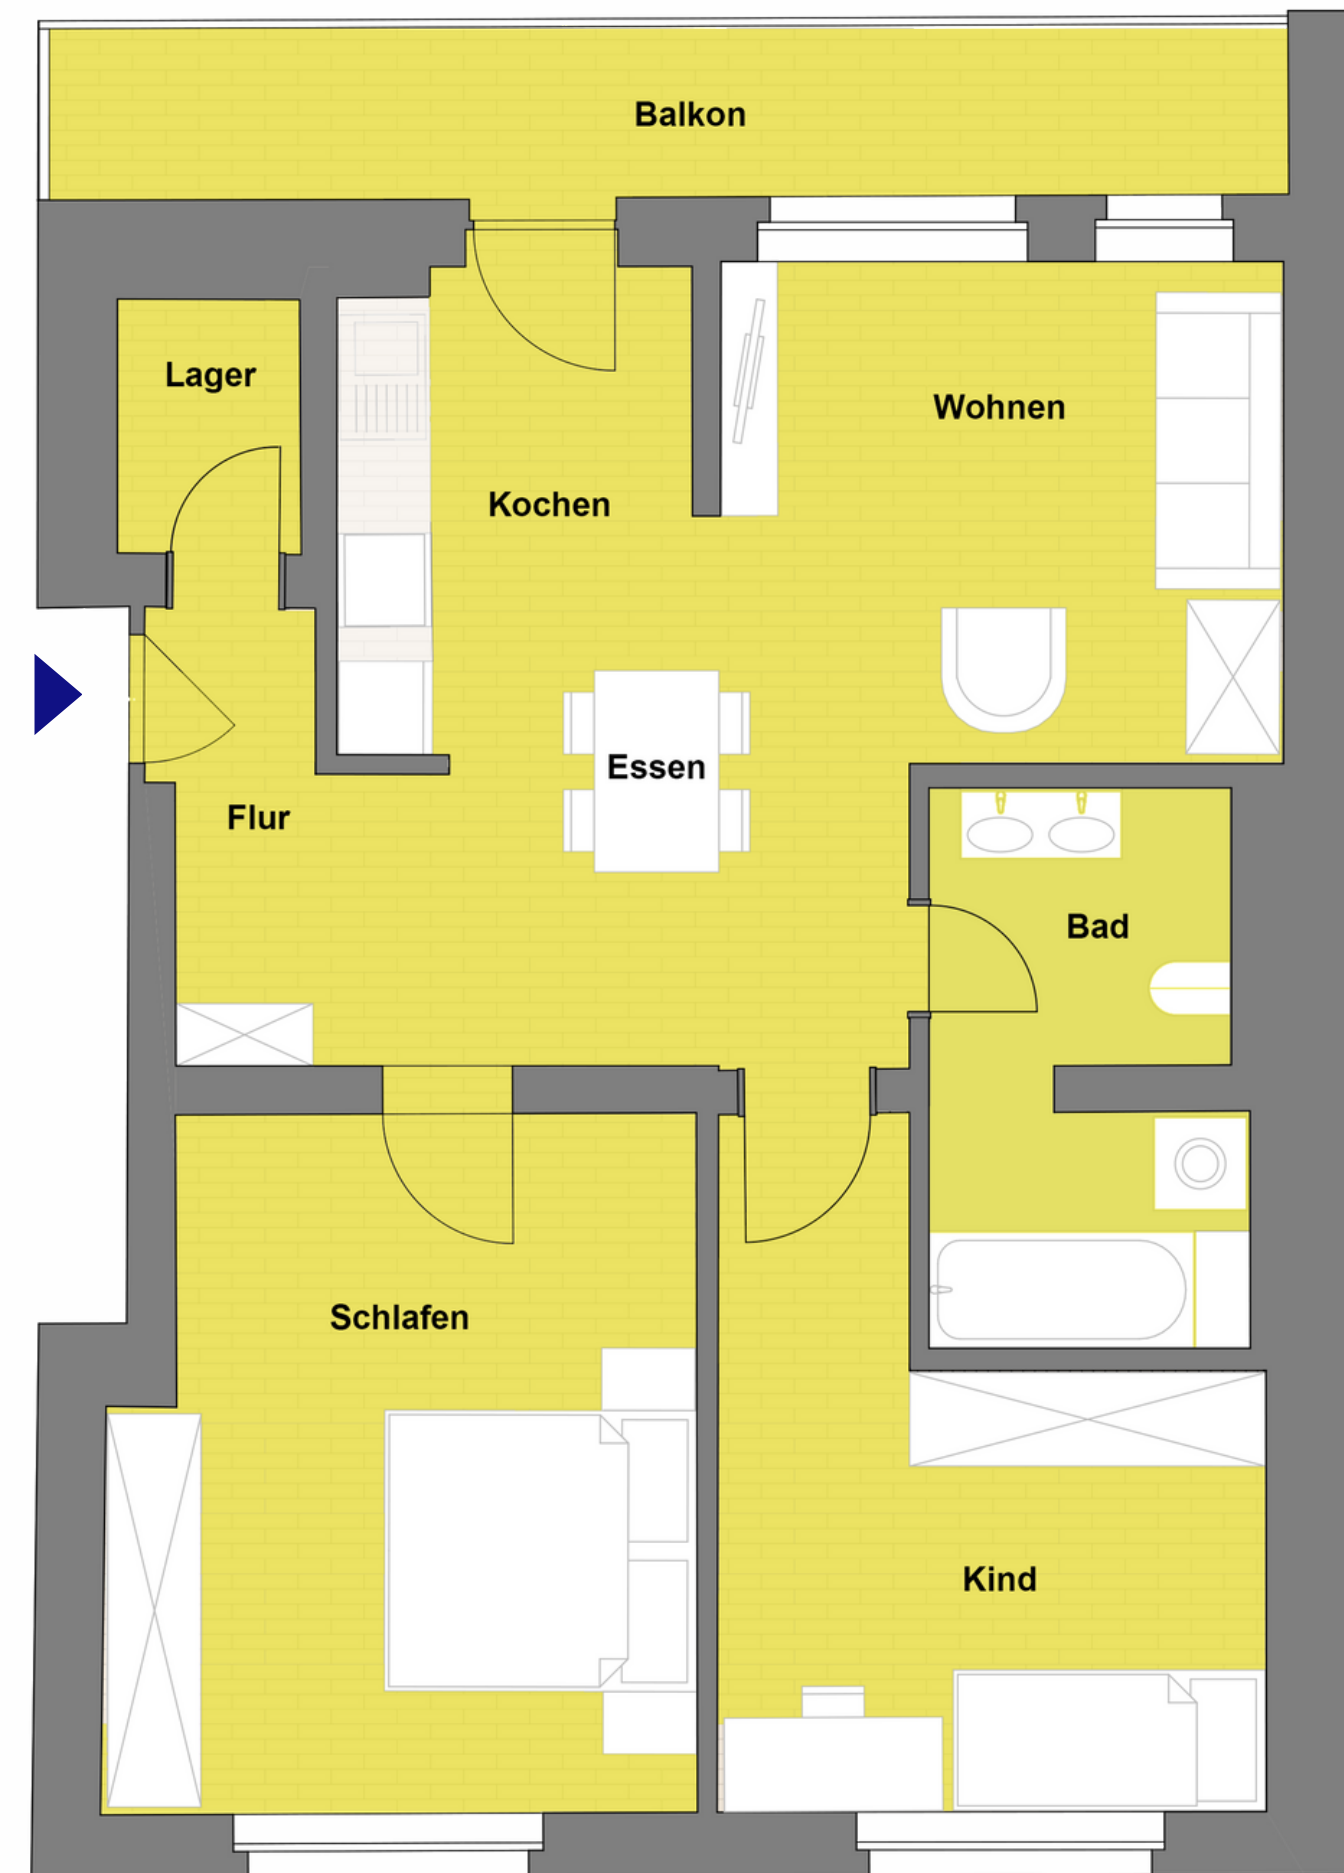 Balkon
Lager
Wohnen
Kochen
Essen
Flur
Bad
Schlafen
Kind